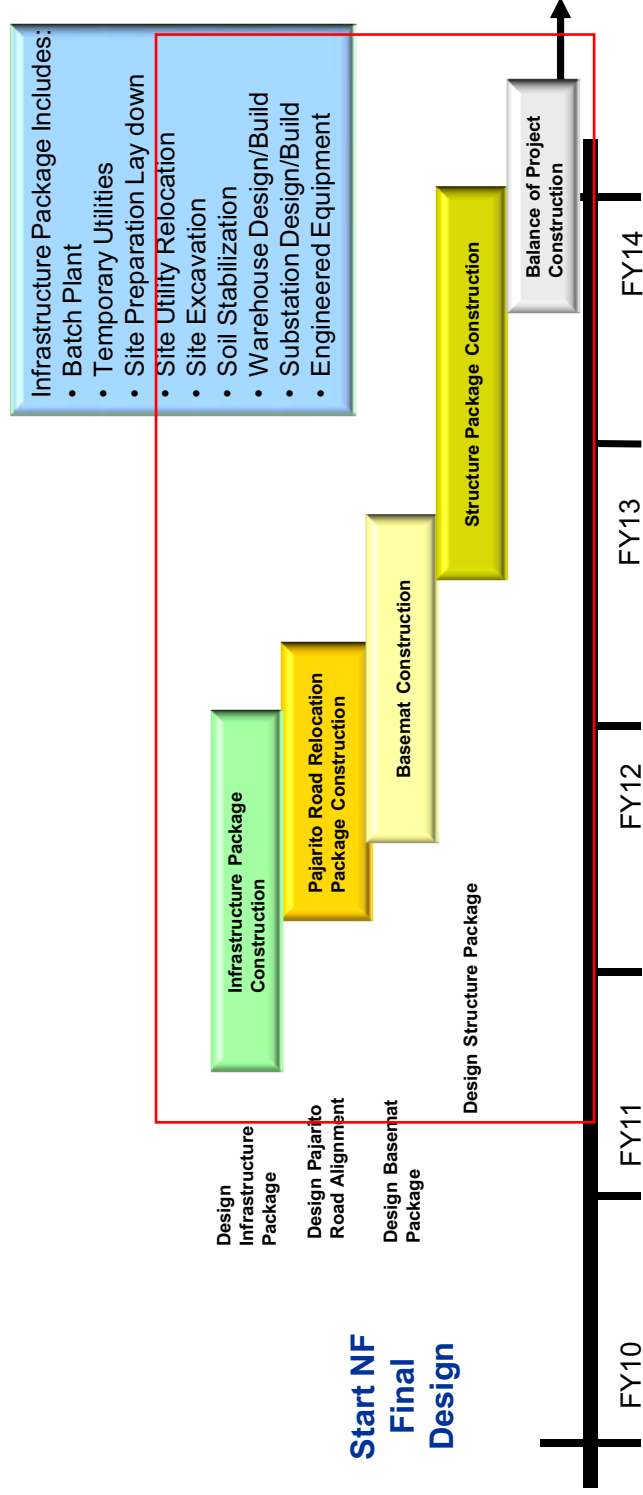 Infrastructure Package Includes:
• Batch Plant
• Temporary Utilities
• Site Preparation Lay down
• Site Utility Relocation
• Site Excavation
• Soil Stabilization
• Warehouse Design/Build
• Substation Design/Build
• Engineered Equipment
Start NF
Final
Design
Design
Infrastructure
Package
Infrastructure Package
Construction
Design Pajarito
Road Alignment
Pajarito Road Relocation
Package Construction
Design Basemat
Package
Basemat Construction
Design Structure Package
Structure Package Construction
Balance of Project
Construction
FY10
FY11
FY12
FY13
FY14